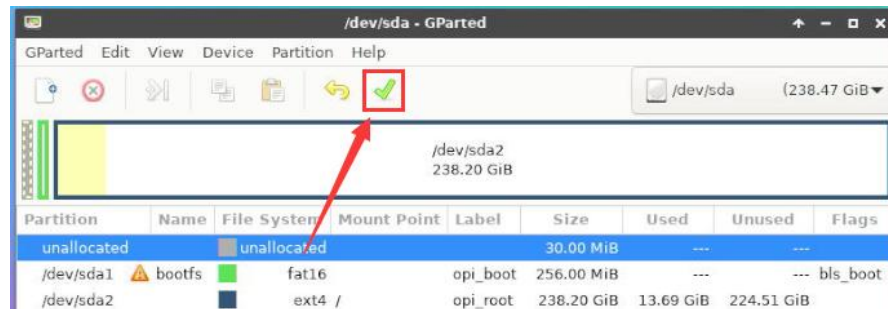 /dev/sda - GParted
GParted Edit View Device Partition Help
/dev/sda (238.47 GiB
/dev/sda2
238.20 GiB
Partition Name File System Mount Point Label Size Used Unused Flags
unallocated unallocated 30.00 MiB --- ---
/dev/sda1 bootfs fat16 opi_boot 256.00 MiB --- --- bls_boot
/dev/sda2 ext4 / opi_root 238.20 GiB 13.69 GiB 224.51 GiB